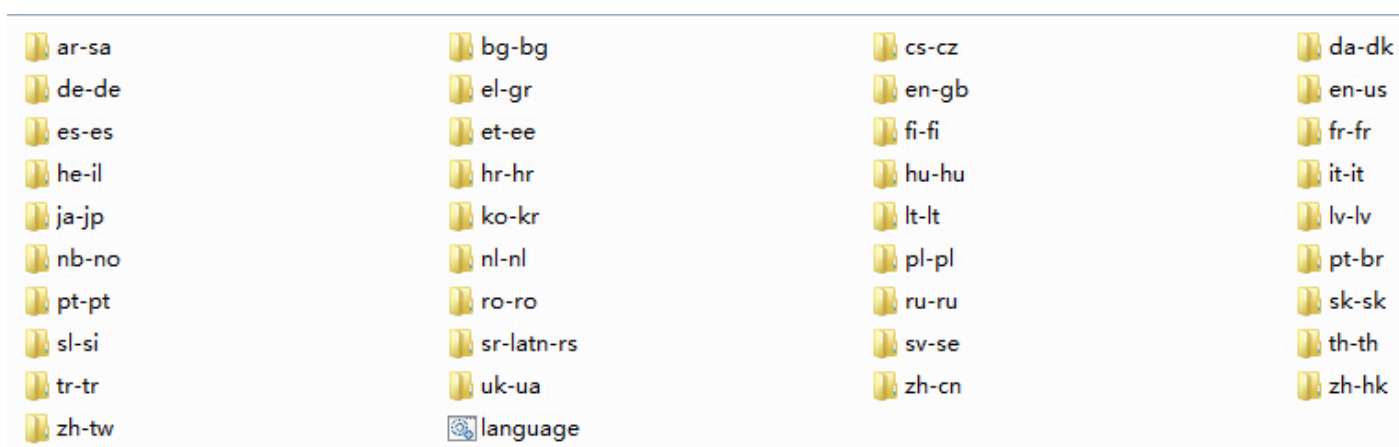 ar-sa bg-bg cs-cz da-dk
de-de el-gr en-gb en-us
es-es et-ee fi-fi fr-fr
he-il hr-hr hu-hu it-it
ja-jp ko-kr lt-lt lv-lv
nb-no nl-nl pl-pl pt-br
pt-pt ro-ro ru-ru sk-sk
sl-si sr-latn-rs sv-se th-th
tr-tr uk-ua zh-cn zh-hk
zh-tw language